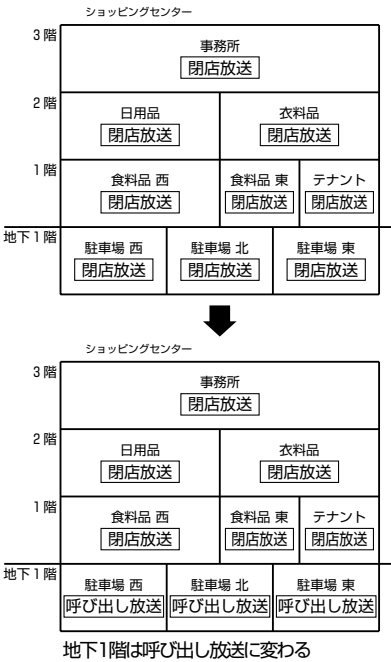 ショッピングセンター
3階
事務所
閉店放送
2階
日用品 衣料品
閉店放送 閉店放送
1階
食料品 西 食料品 東 テナント
閉店放送 閉店放送 閉店放送
地下1階
駐車場 西 駐車場 北 駐車場 東
閉店放送 閉店放送 閉店放送
ショッピングセンター
3階
事務所
閉店放送
2階
日用品 衣料品
閉店放送 閉店放送
1階
食料品 西 食料品 東 テナント
閉店放送 閉店放送 閉店放送
地下1階
駐車場 西 駐車場 北 駐車場 東
呼び出し放送 呼び出し放送 呼び出し放送
地下1階は呼び出し放送に変わる